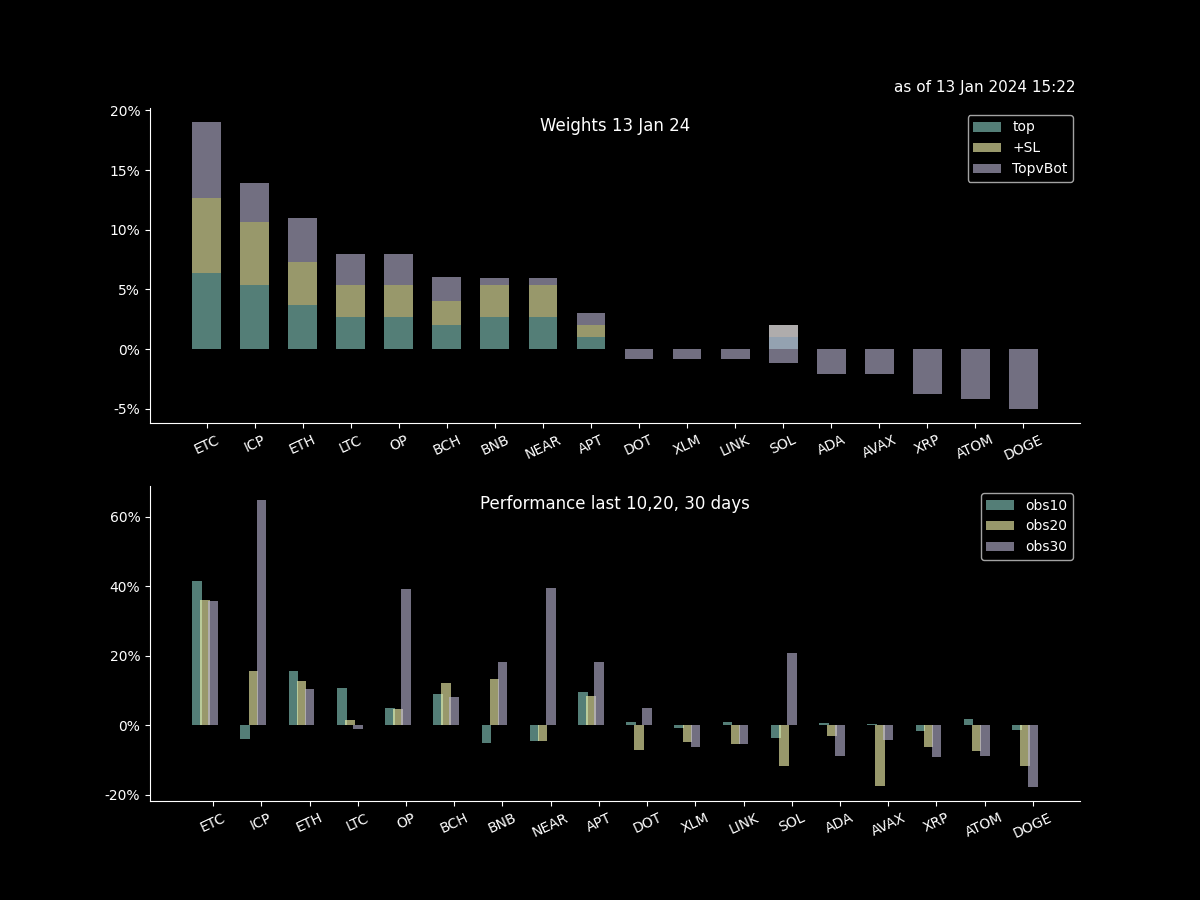 as of 13 Jan 2024 15:22
Weights 13 Jan 24
top
+SL
TopvBot
20%
15%
10%
5%
0%
-5%
ETC ICP ETH LTC OP BCH BNB NEAR APT DOT XLM LINK SOL ADA AVAX XRP ATOM DOGE
Performance last 10,20, 30 days
obs10
obs20
obs30
60%
40%
20%
0%
-20%
ETC ICP ETH LTC OP BCH BNB NEAR APT DOT XLM LINK SOL ADA AVAX XRP ATOM DOGE